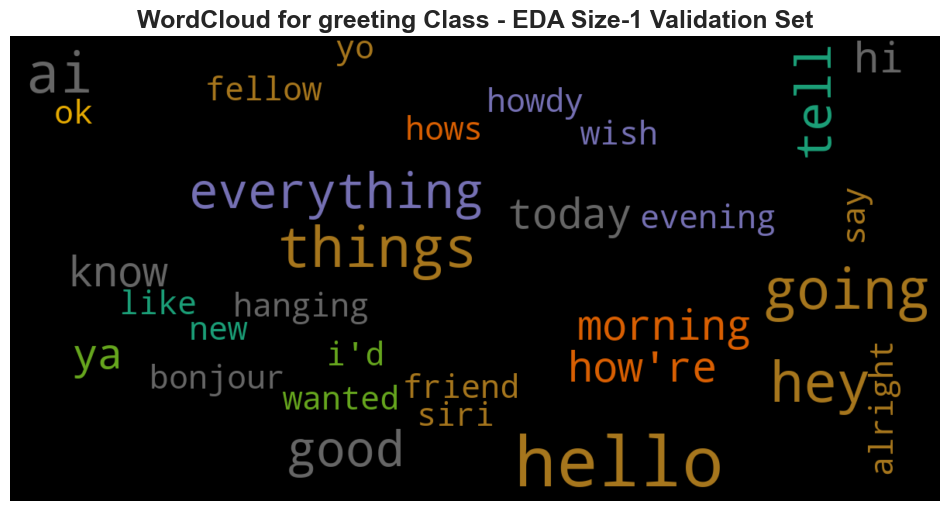 WordCloud for greeting Class - EDA Size-1 Validation Set
yo
hi
ai
tell
fellow
howdy
ok
hows
wish
everything
today
evening
say
things
know
going
like
hanging
new
morning
ya
i'd
how're
bonjour
hey
alright
wanted
friend
siri
good
hello